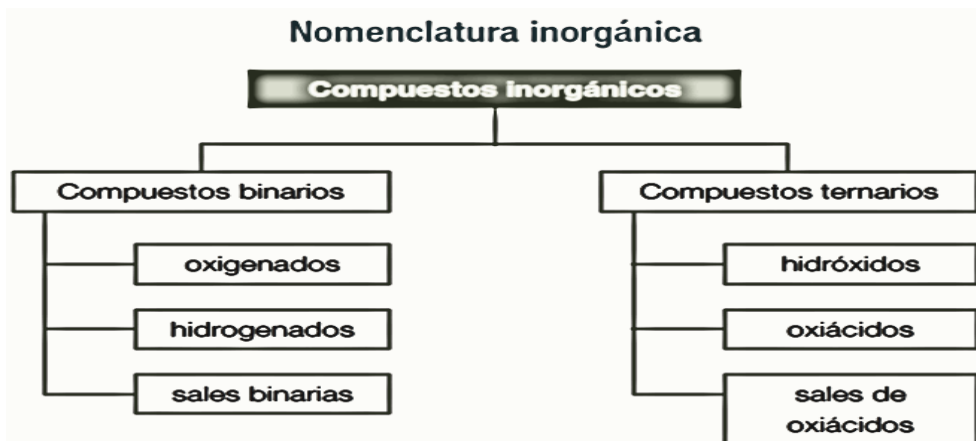 Nomenclatura inorgánica
Compuestos inorgánicos
Compuestos binarios
oxigenados
hidrogenados
sales binarias
Compuestos ternarios
hidróxidos
oxiácidos
sales de
oxiácidos